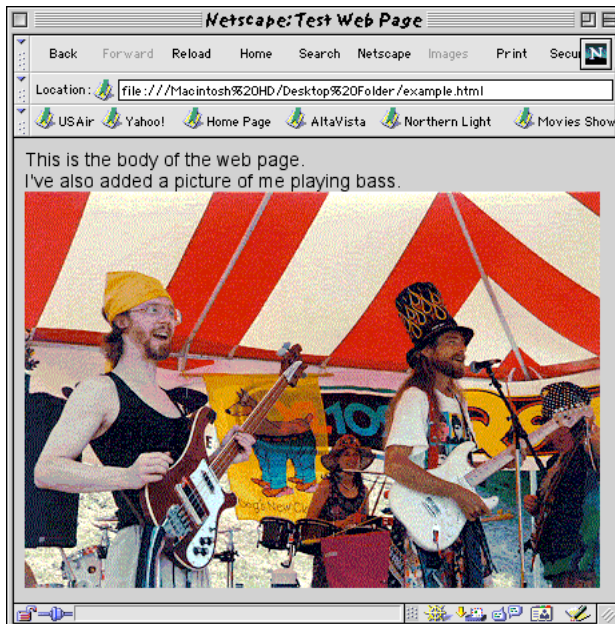 Netscape: Test Web Page
Back Forward Reload Home Search Netscape Images Print Secu N
Location: file:///Macintosh%20HD/Desktop%20Folder/example.html
USAir Yahoo! Home Page AltaVista Northern Light Movies Show
This is the body of the web page.
I've also added a picture of me playing bass.